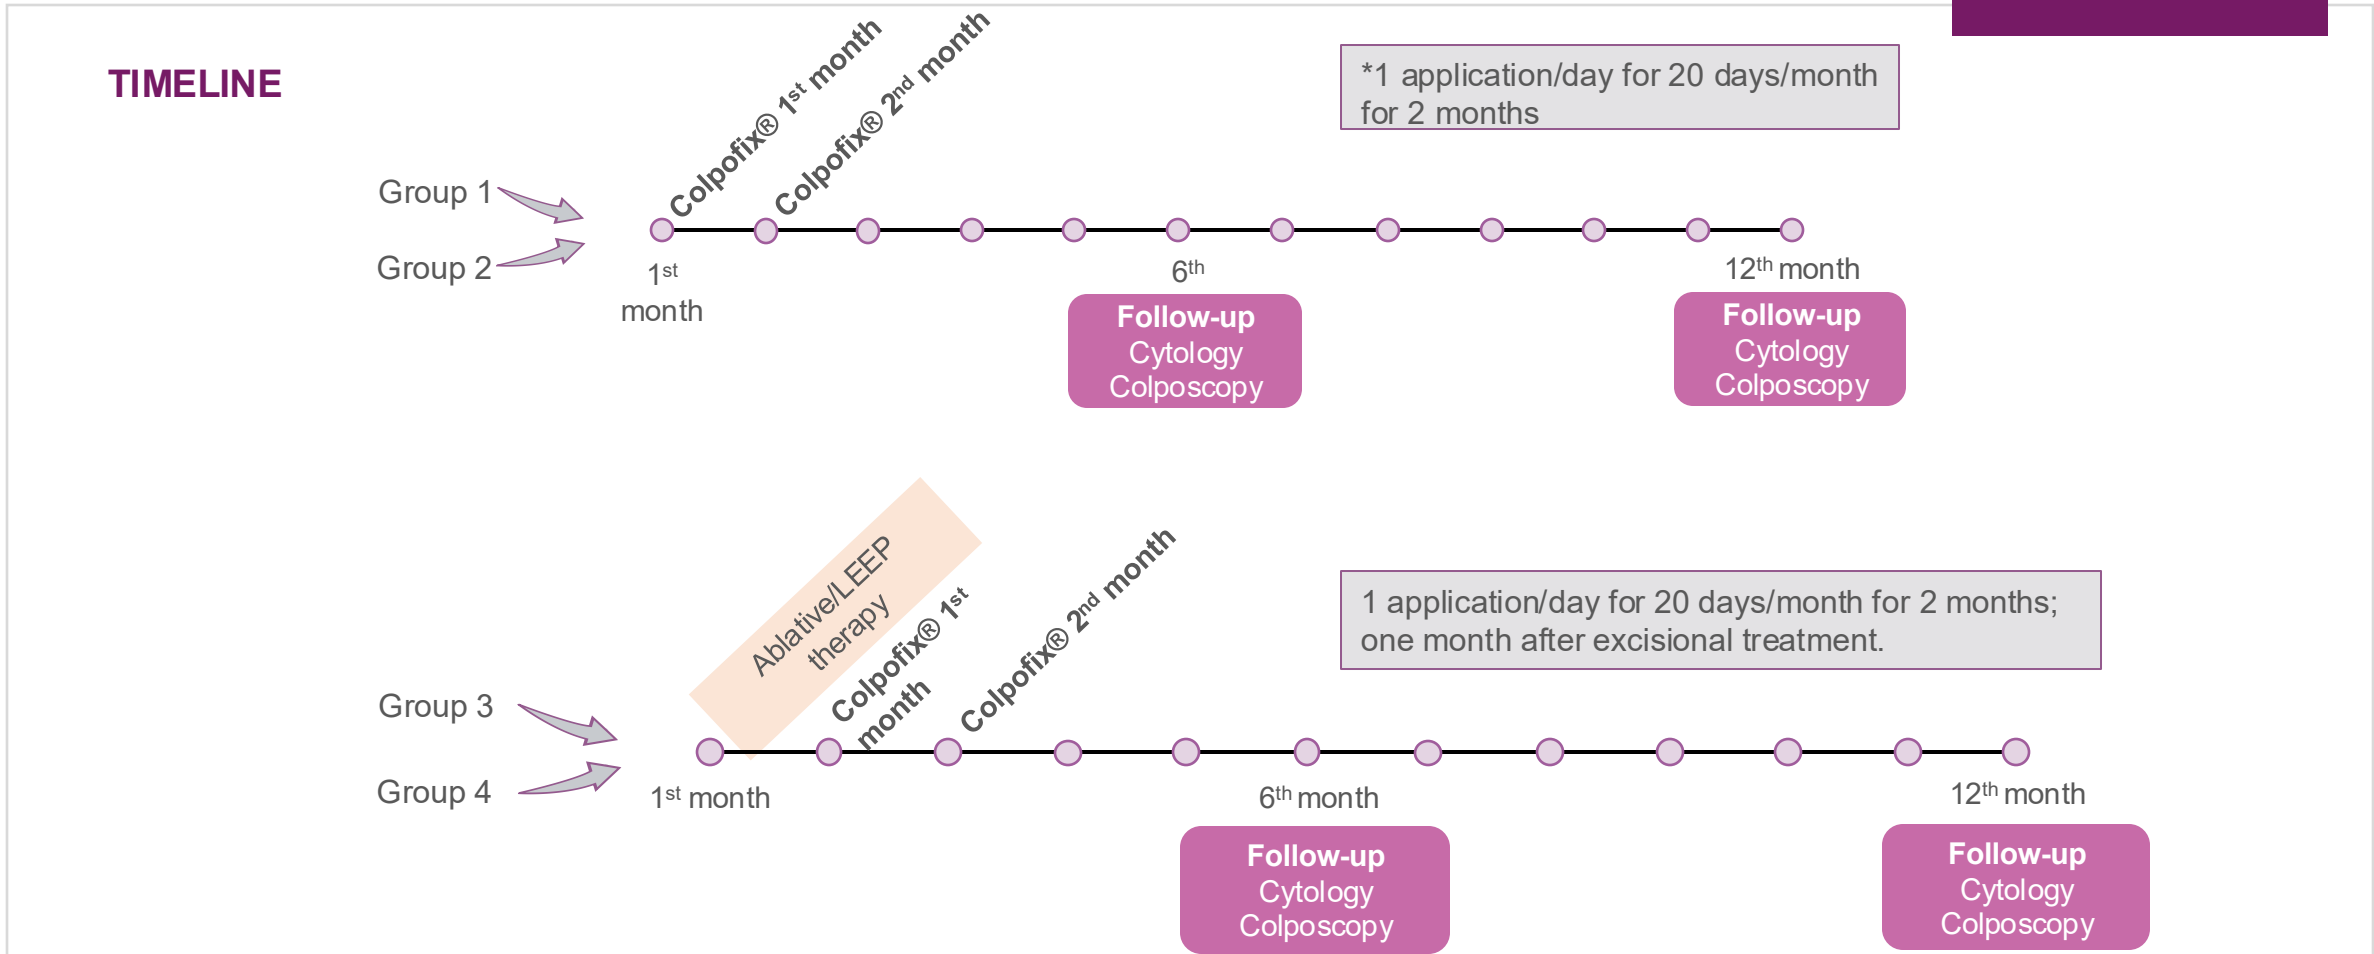 TIMELINE
Colpofix® 1st month
Colpofix® 2nd month
*1 application/day for 20 days/month
for 2 months
Group 1
Group 2
1st
month
6th
12th month
Follow-up
Cytology
Colposcopy
Follow-up
Cytology
Colposcopy
Ablative/LEEP
therapy
Colpofix® 1st
month
Colpofix® 2nd month
1 application/day for 20 days/month for 2 months;
one month after excisional treatment.
Group 3
Group 4
1st month
6th month
12th month
Follow-up
Cytology
Colposcopy
Follow-up
Cytology
Colposcopy